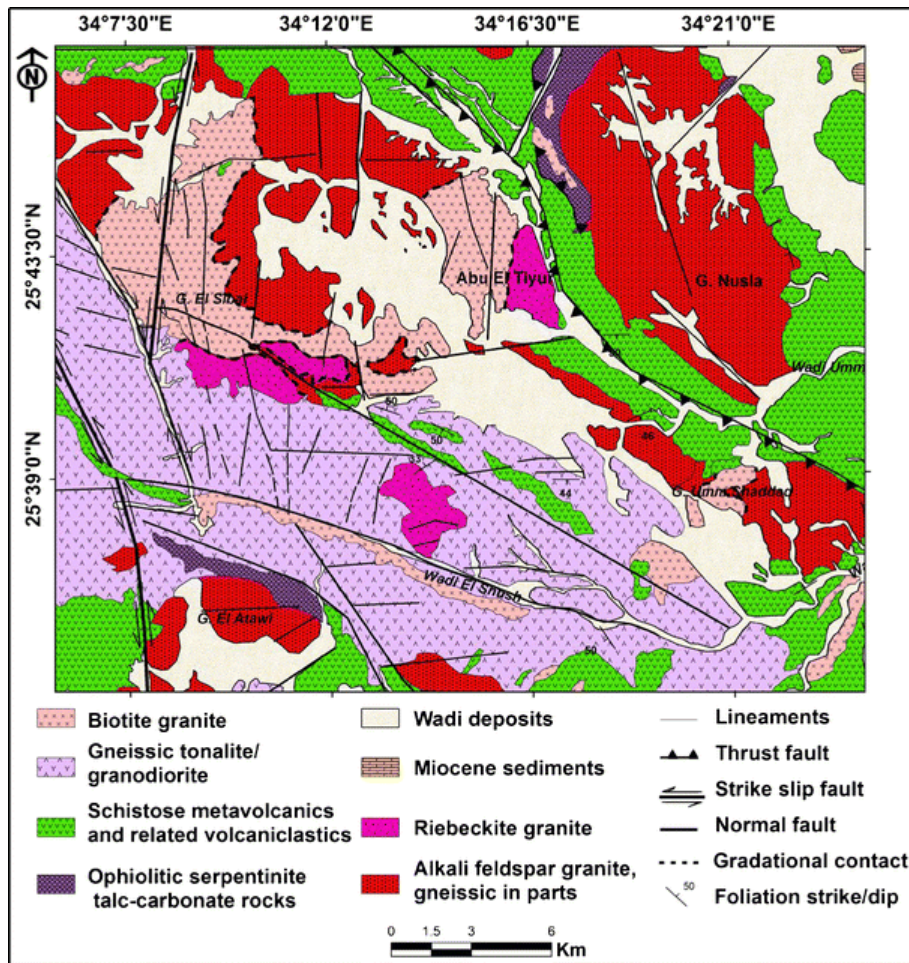 34°7'30"E 34°12'0"E 34°16'30"E 34°21'0"E
N
25°43'30"N
25°39'0"N
Abu El Tiyur
G. Nusla
G. El Sibai
Wadi Umm
50
50
50
46
33
44
G. Umm Shaddad
Wadi El Shush
G. El Atawi
50
Biotite granite
Gneissic tonalite/
granodiorite
Schistose metavolcanics
and related volcaniclastics
Ophiolitic serpentinite
talc-carbonate rocks
Wadi deposits
Miocene sediments
Riebeckite granite
Alkali feldspar granite,
gneissic in parts
Lineaments
Thrust fault
Strike slip fault
Normal fault
Gradational contact
50 Foliation strike/dip
0 1.5 3 6
Km